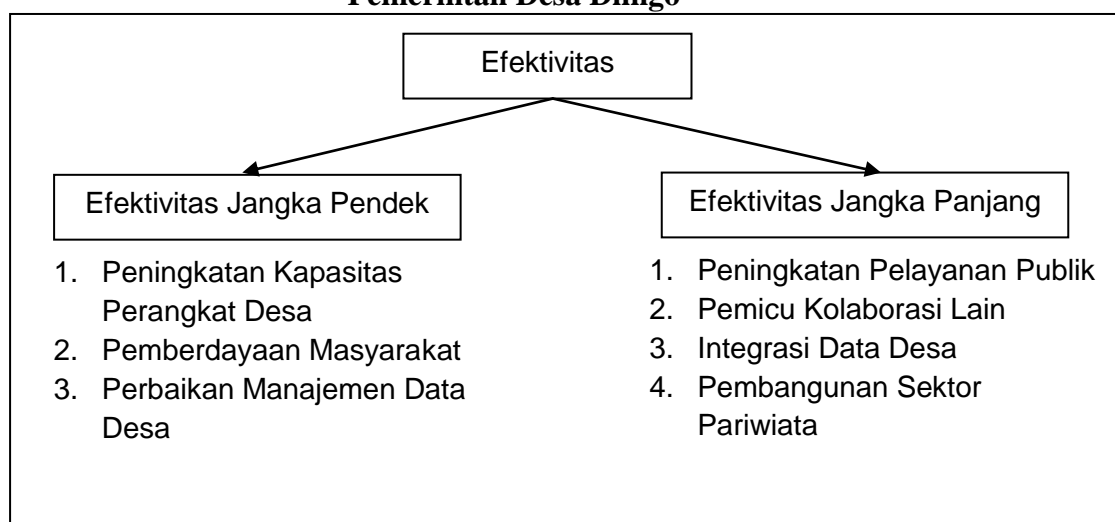 Pemerintah Desa Dlingo
Efektivitas
Efektivitas Jangka Pendek
1. Peningkatan Kapasitas
Perangkat Desa
2. Pemberdayaan Masyarakat
3. Perbaikan Manajemen Data
Desa
Efektivitas Jangka Panjang
1. Peningkatan Pelayanan Publik
2. Pemicu Kolaborasi Lain
3. Integrasi Data Desa
4. Pembangunan Sektor
Pariwiata